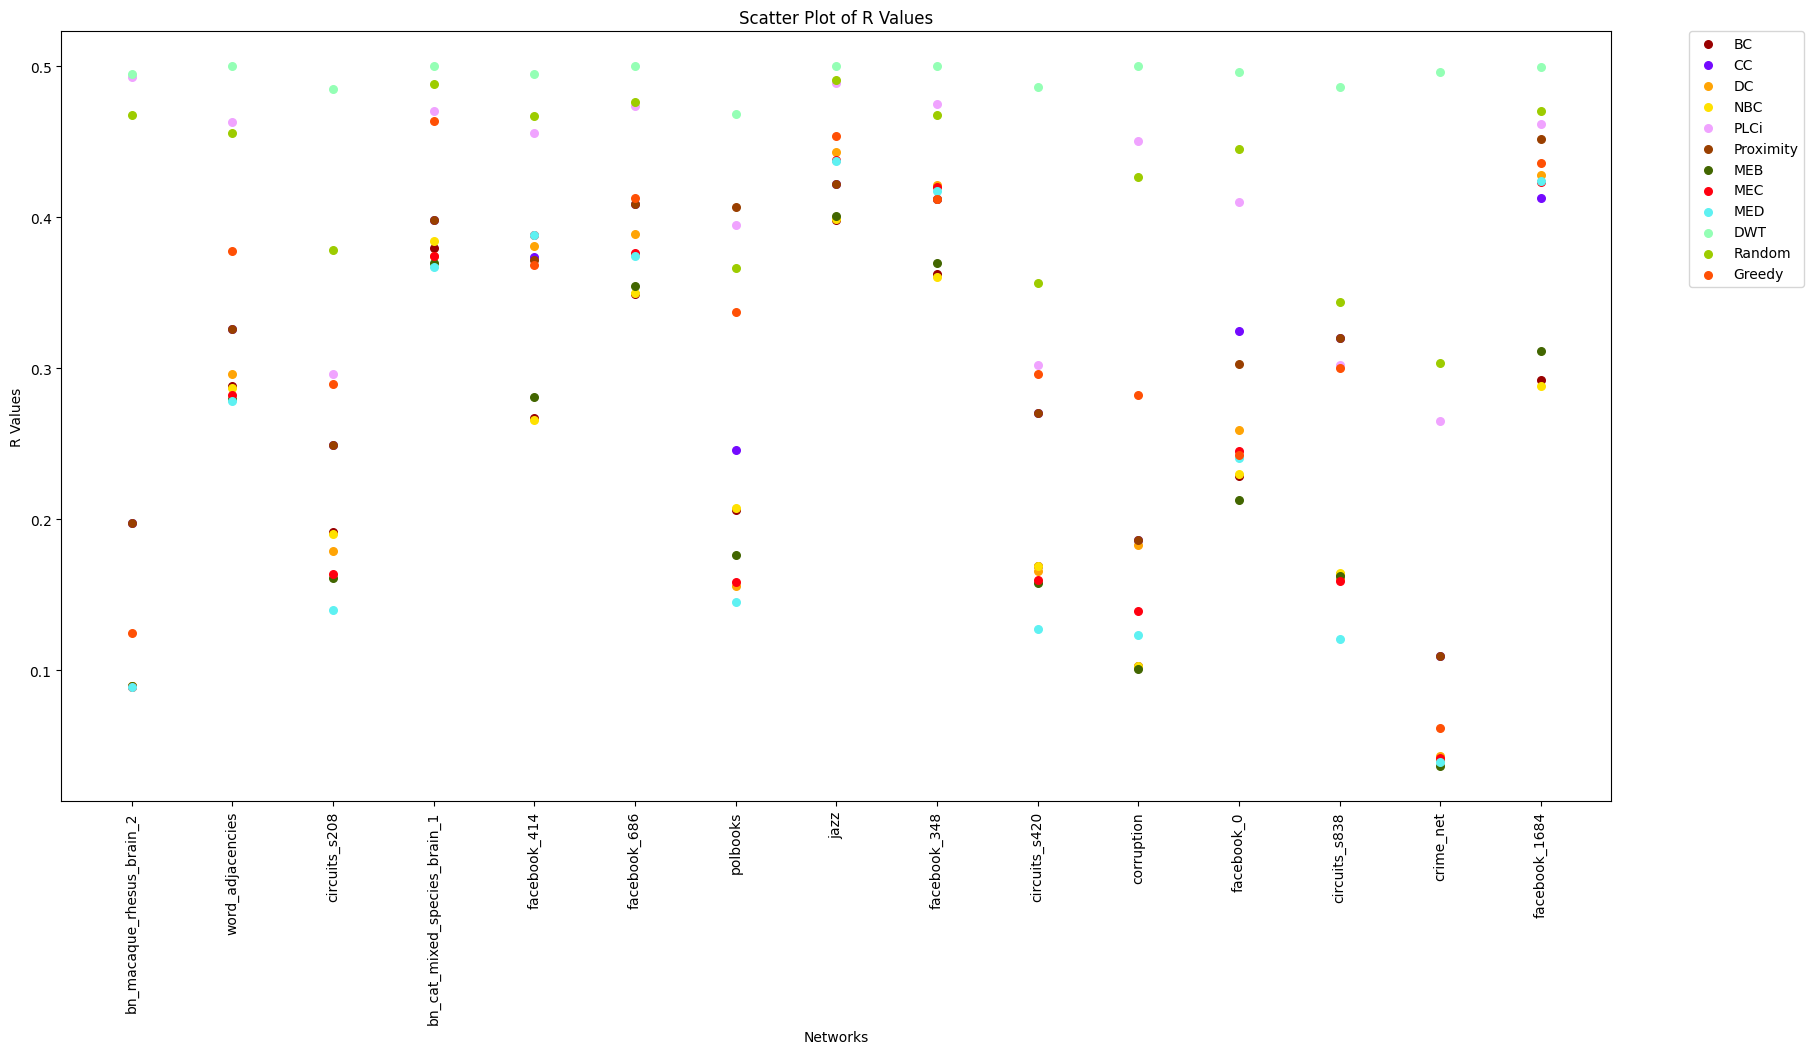 Scatter Plot of R Values
R Values
0.5
0.4
0.3
0.2
0.1
bn_macaque_rhesus_brain_2
word_adjacencies
circuits_s208
bn_cat_mixed_species_brain_1
facebook_414
facebook_686
polbooks
jazz
facebook_348
circuits_s420
corruption
facebook_0
circuits_s838
crime_net
facebook_1684
Networks
BC
CC
DC
NBC
PLCi
Proximity
MEB
MEC
MED
DWT
Random
Greedy